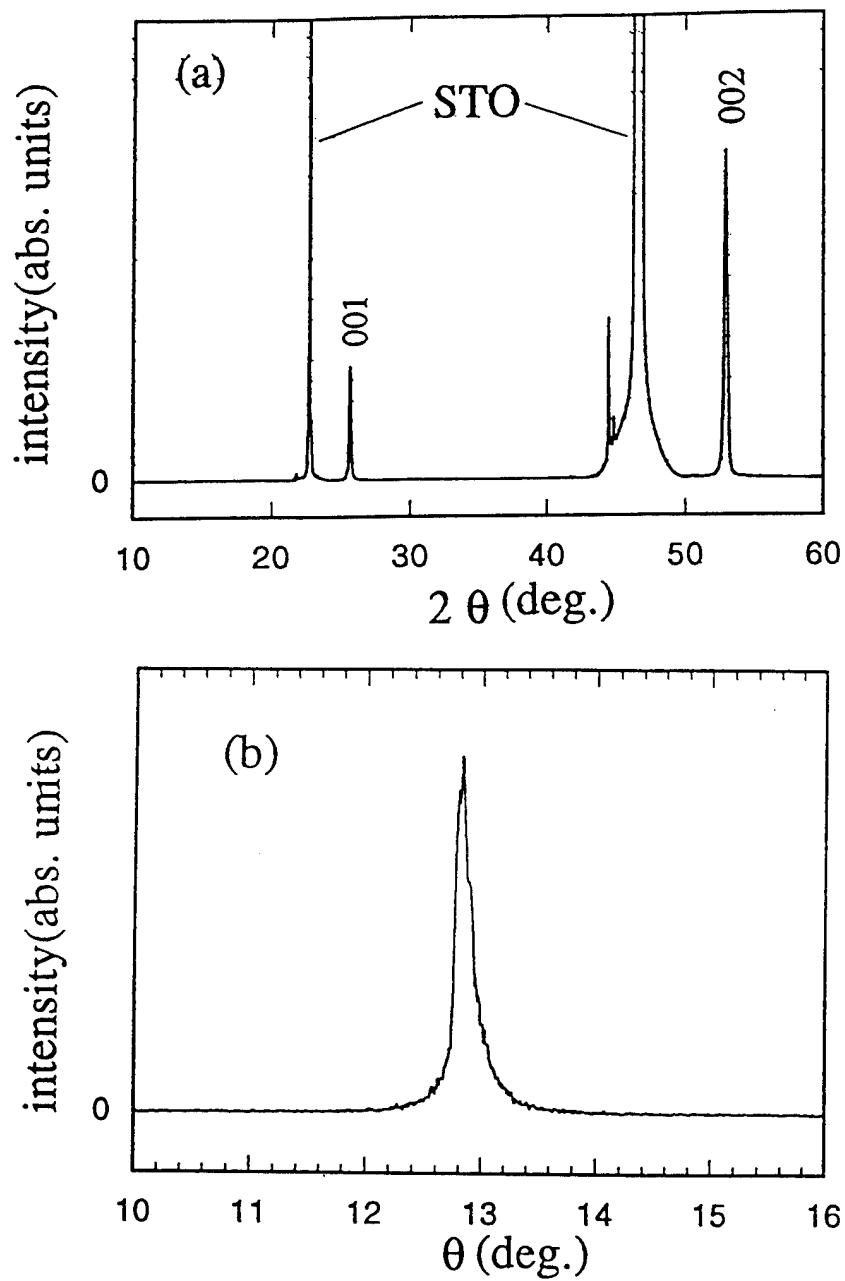 (a)
STO
002
001
intensity(abs. units)
0
10 20 30 40 50 60
2 θ (deg.)
(b)
intensity(abs. units)
0
10 11 12 13 14 15 16
θ (deg.)